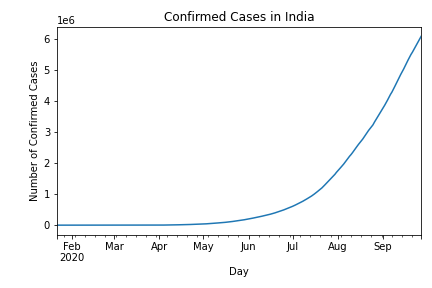 Confirmed Cases in India
1e6
6
5
4
3
2
1
0
Number of Confirmed Cases
Feb Mar Apr May Jun Jul Aug Sep
2020
Day